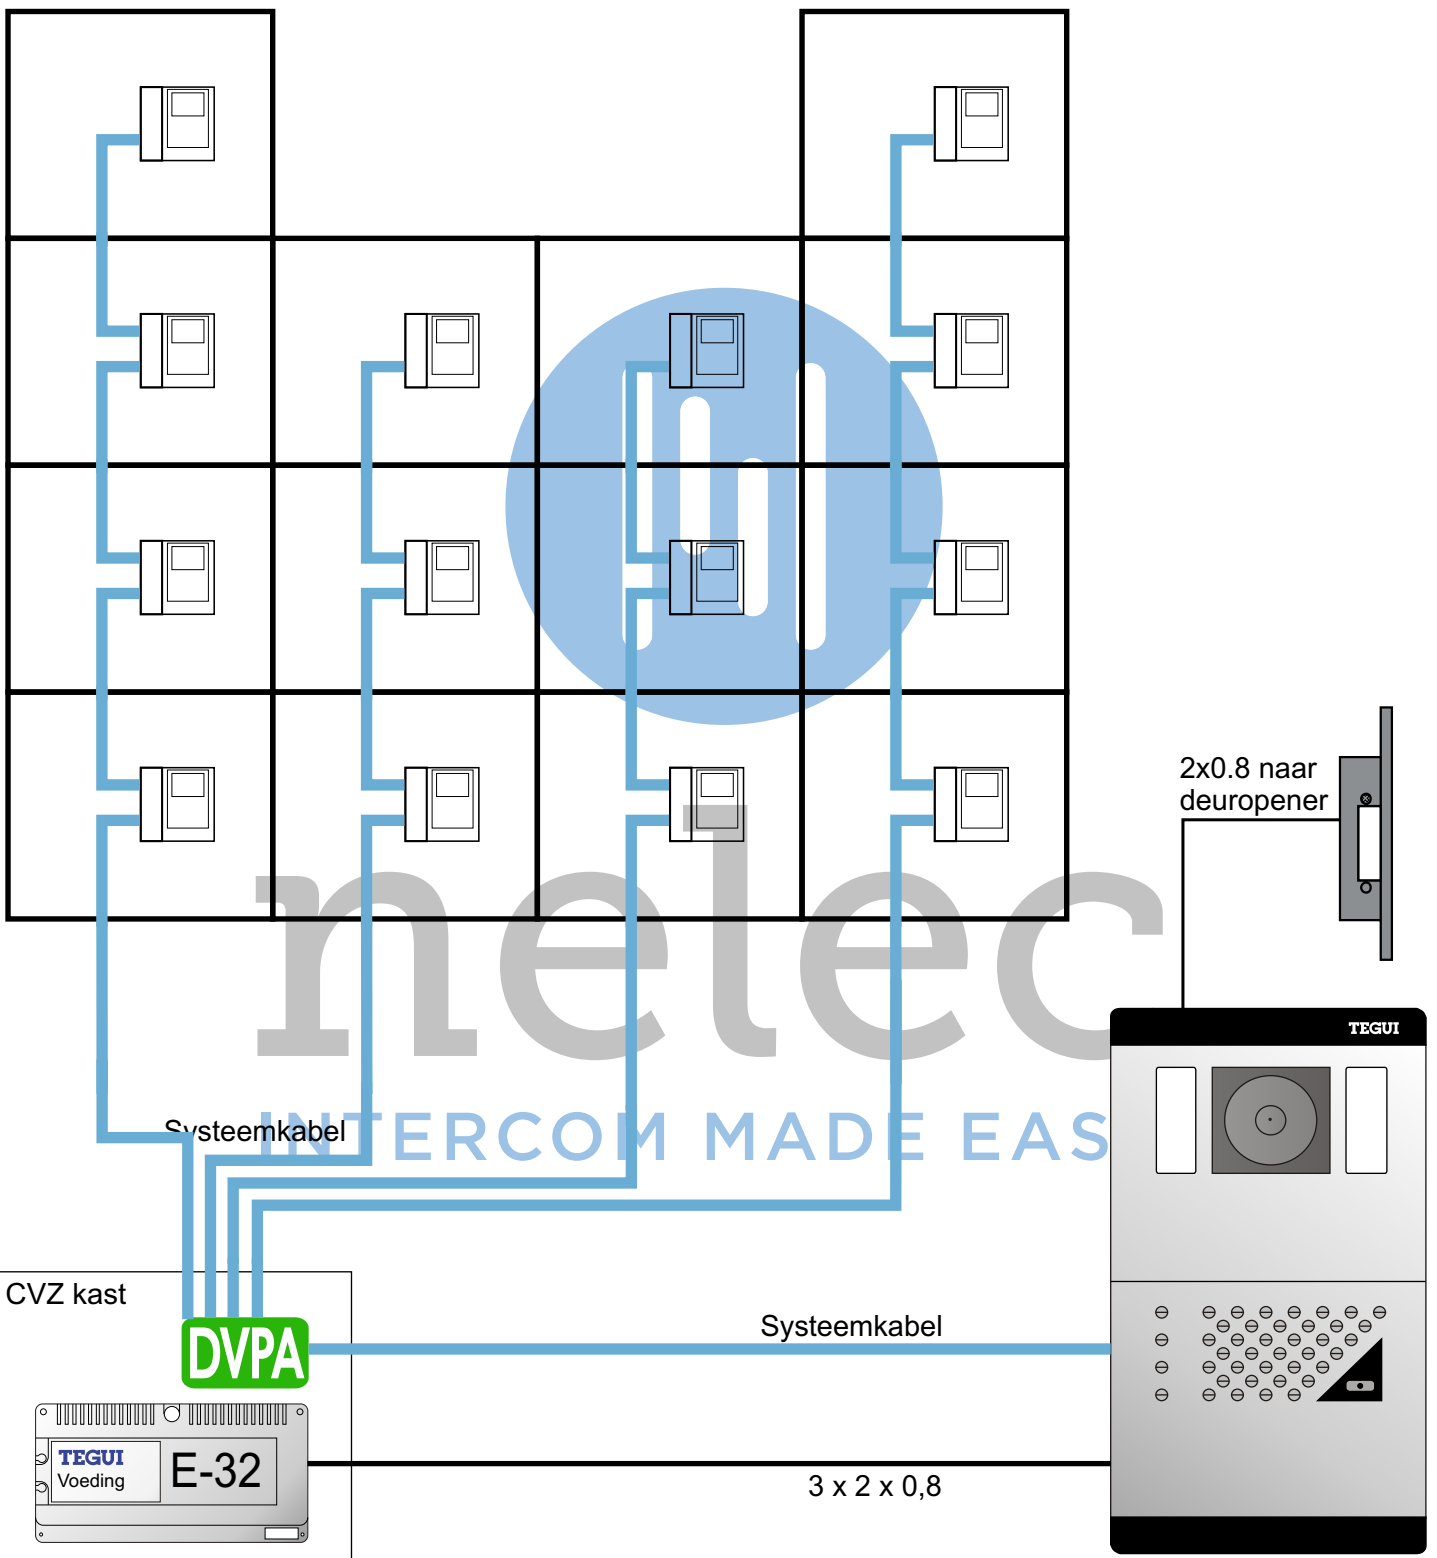 2x0.8 naar
deuropener
nelec
TEGUI
INTERCOM MADE EAS
Systeemkabel
CVZ kast
DVPA
Systeemkabel
TEGUI
Voeding
E-32
3 x 2 x 0,8